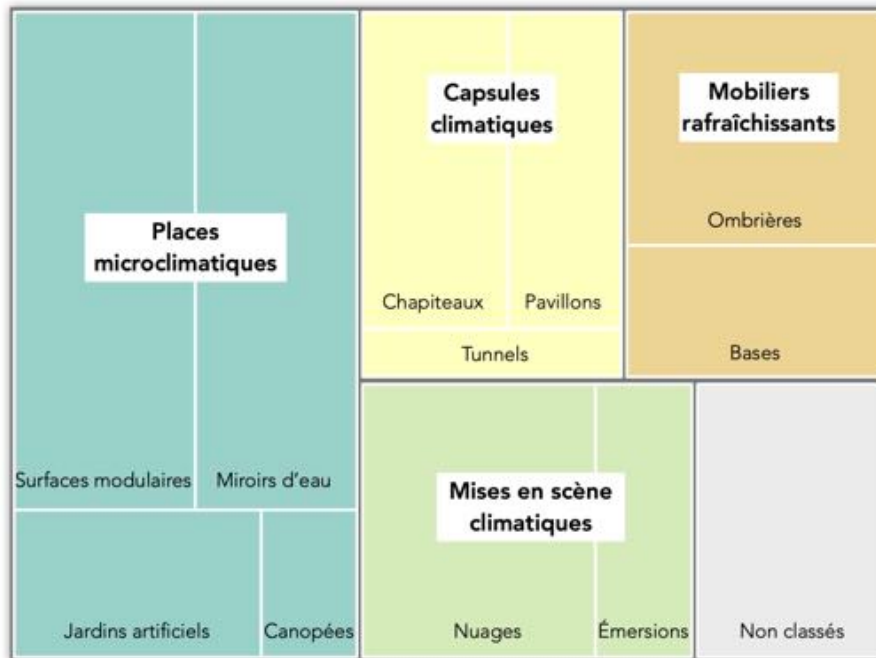 Places
microclimatiques
Surfaces modulaires
Miroirs d'eau
Jardins artificiels
Canopées
Capsules
climatiques
Chapiteaux
Pavillons
Tunnels
Mobiliers
rafraîchissants
Ombrières
Bases
Mises en scène
climatiques
Nuages
Émersions
Non classés